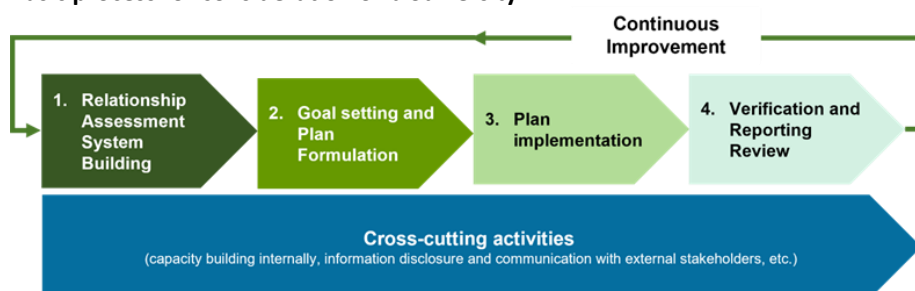 Continuous
Improvement
1. Relationship
Assessment
System
Building
2. Goal setting and
Plan
Formulation
3. Plan
implementation
4. Verification and
Reporting
Review
Cross-cutting activities
(capacity building internally, information disclosure and communication with external stakeholders, etc.)